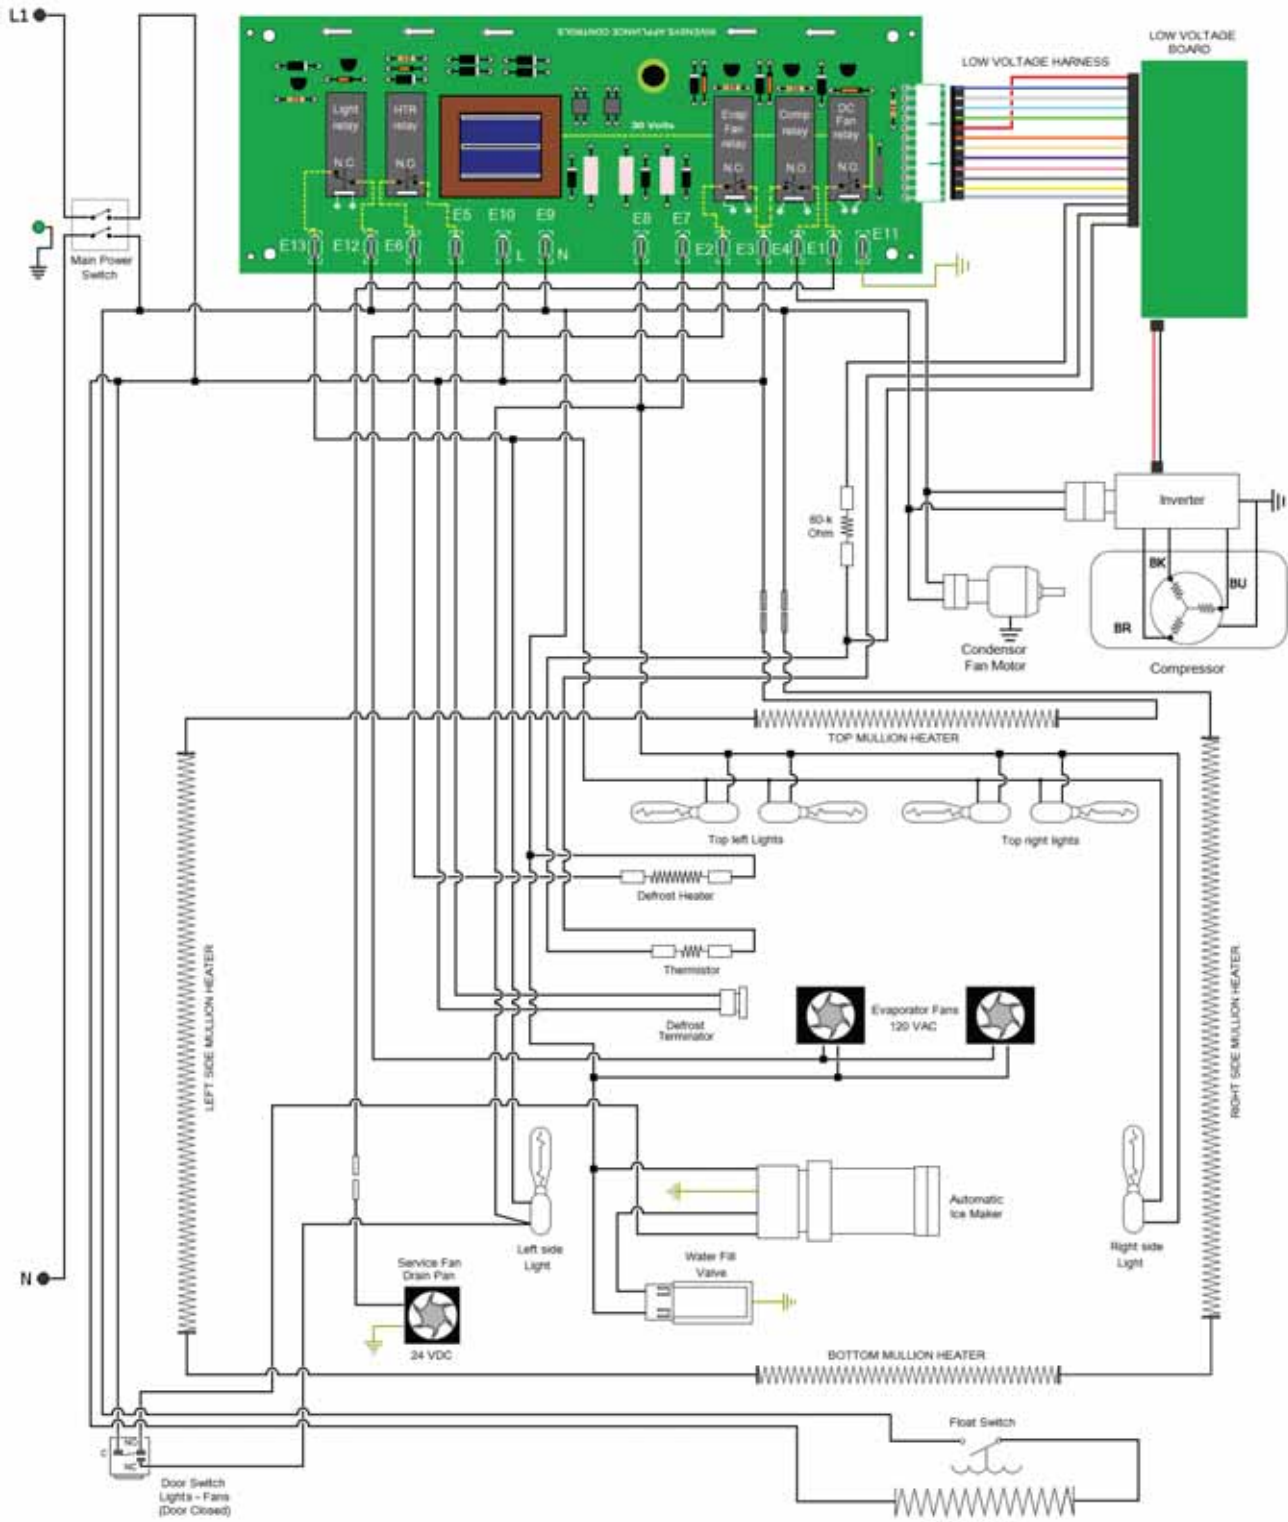 L1
INVENSYS APPLIANCE CONTROLS
LOW VOLTAGE
BOARD
LOW VOLTAGE HARNESS
Light
relay
N.C.
HTR
relay
N.O.
30 Volts
Evap
Fan
relay
N.O.
Comp
relay
N.O.
DC
Fan
relay
N.O.
E13
E12
E6
E5
E10
E9
L
N
E8
E7
E2
E3
E4
E1
E11
Main Power
Switch
60-k
Ohm
Inverter
BK
BU
BR
Compressor
Condensor
Fan Motor
TOP MULLION HEATER
Top left Lights
Top right lights
Defrost Heater
Thermistor
Defrost
Terminator
Evaporator Fans
120 VAC
LEFT SIDE MULLION HEATER
RIGHT SIDE MULLION HEATER
Automatic
Ice Maker
Left side
Light
Right side
Light
Water Fill
Valve
Service Fan
Drain Pan
24 VDC
N
BOTTOM MULLION HEATER
Float Switch
C
NO
NC
Door Switch
Lights - Fans
(Door Closed)